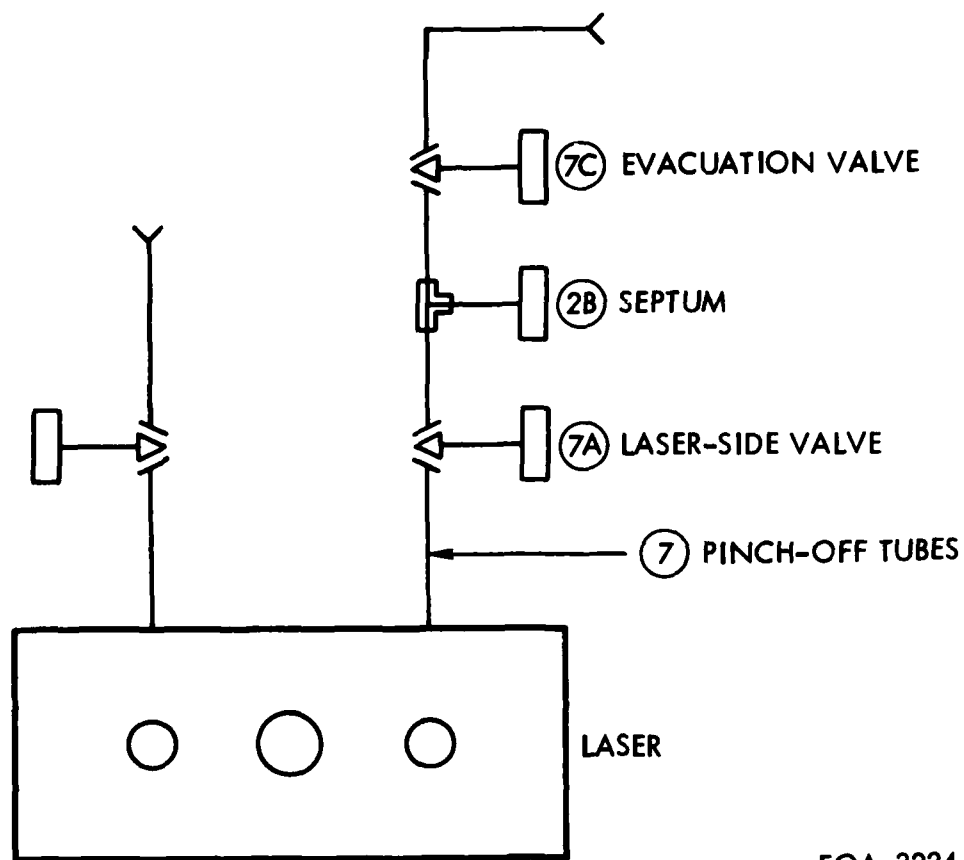 7C EVACUATION VALVE
2B SEPTUM
7A LASER-SIDE VALVE
7 PINCH-OFF TUBES
LASER